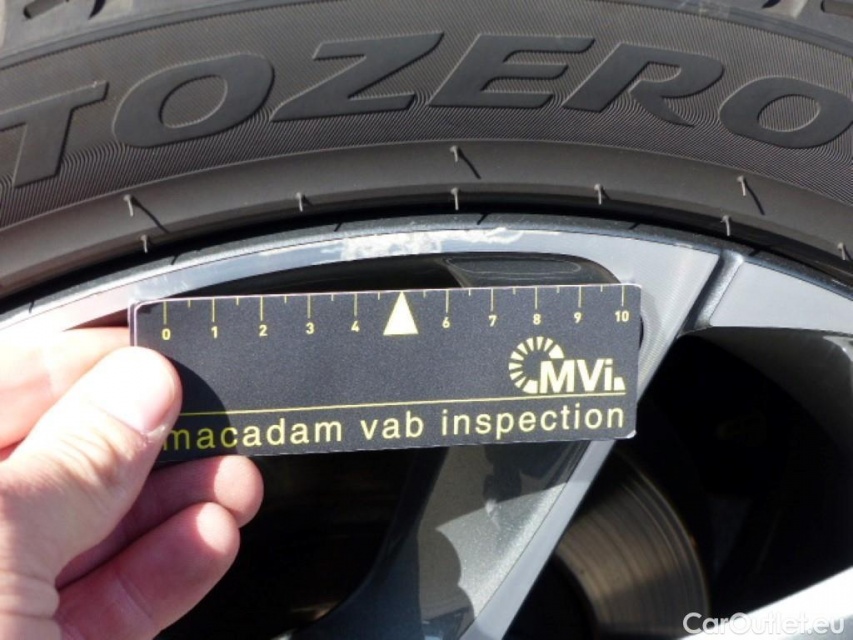 TOZERO
0 1 2 3 4 6 7 8 9 10
MVi
macadam vab inspection
CarOutlet.eu